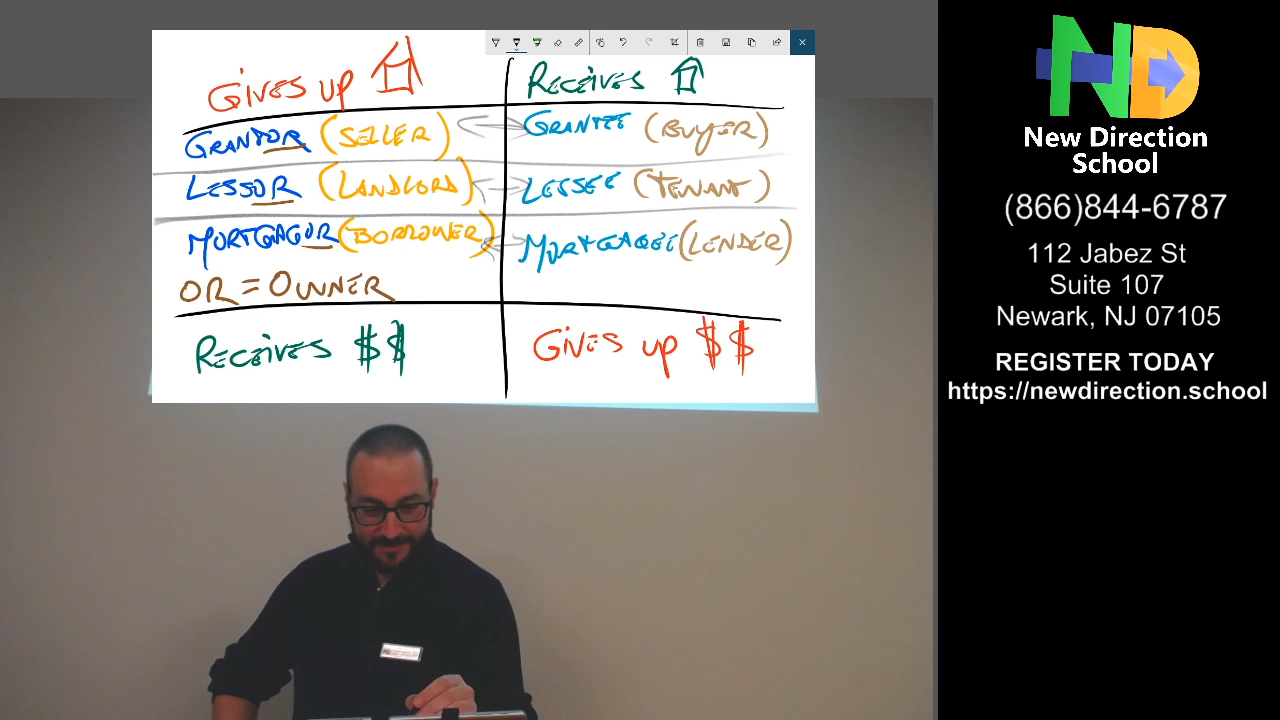 GIVES UP
RECEIVES
GRANTOR (SELLER)
GRANTEE (BUYER)
LESSOR (LANDLORD)
LESSEE (TENANT)
MORTGAGOR (BORROWER)
MORTGAGEE (LENDER)
OR = OWNER
RECEIVES $$
GIVES UP $$
ND
New Direction
School
(866)844-6787
112 Jabez St
Suite 107
Newark, NJ 07105
REGISTER TODAY
https://newdirection.school